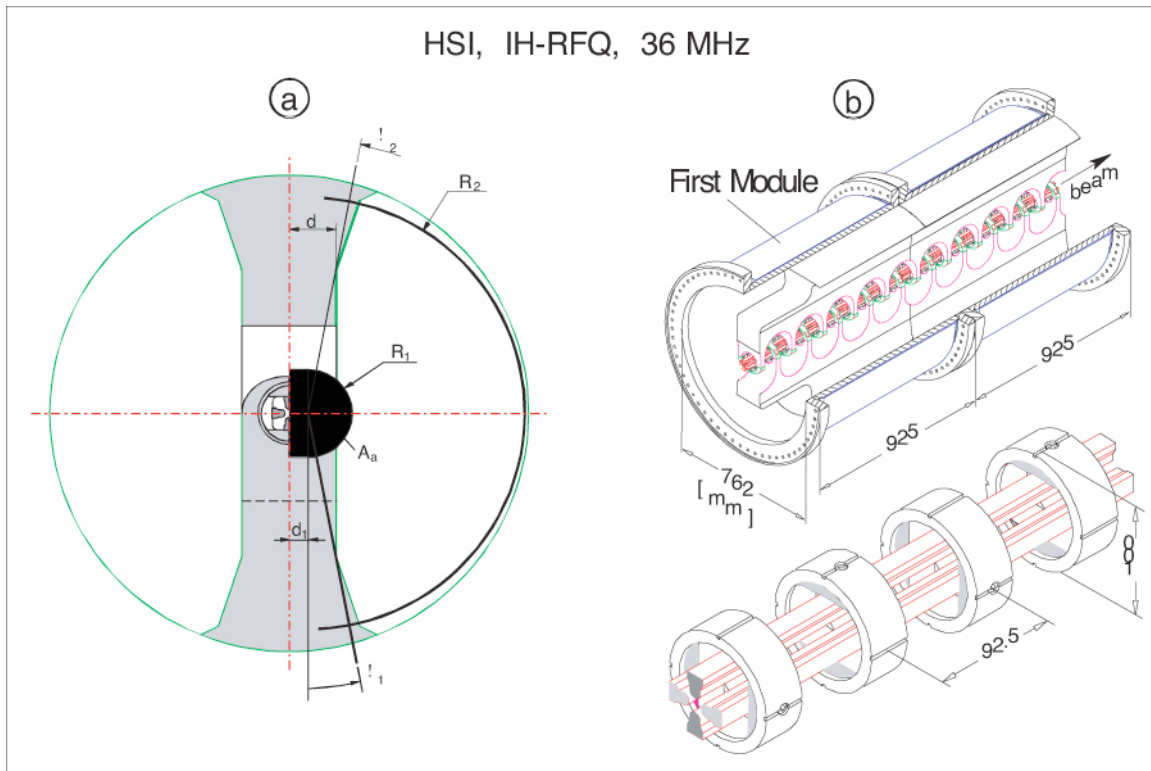 HSI, IH-RFQ, 36 MHz
a
! 2
R2
d
R1
Aa
d1
! 1
b
First Module
beam
925
925
762
[mm]
92.5